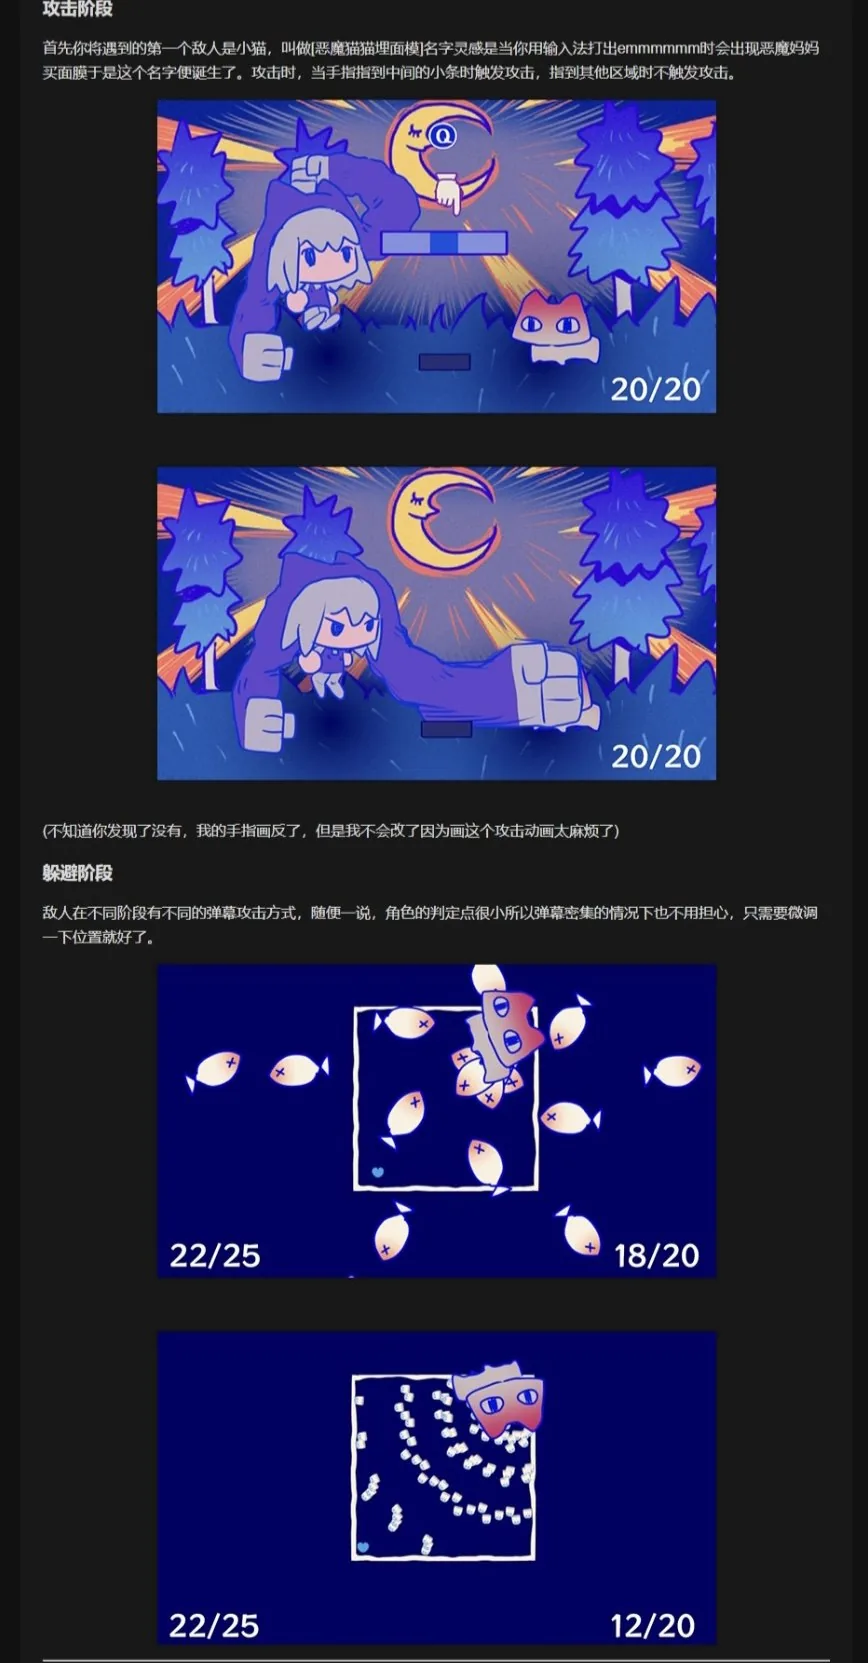 攻击阶段
首先你将遇到的第一个敌人是小猫，叫做[恶魔猫猫埋面模]名字灵感是当你用输入法打出emmmmmm时会出现恶魔妈妈
买面膜于是这个名字便诞生了。攻击时，当手指指到中间的小条时触发攻击，指到其他区域时不触发攻击。
Q
20/20
20/20
(不知道你发现了没有，我的手指画反了，但是我不会改了因为画这个攻击动画太麻烦了)
躲避阶段
敌人在不同阶段有不同的弹幕攻击方式，随便一说，角色的判定点很小所以弹幕密集的情况下也不用担心，只需要微调
一下位置就好了。
22/25
18/20
22/25
12/20